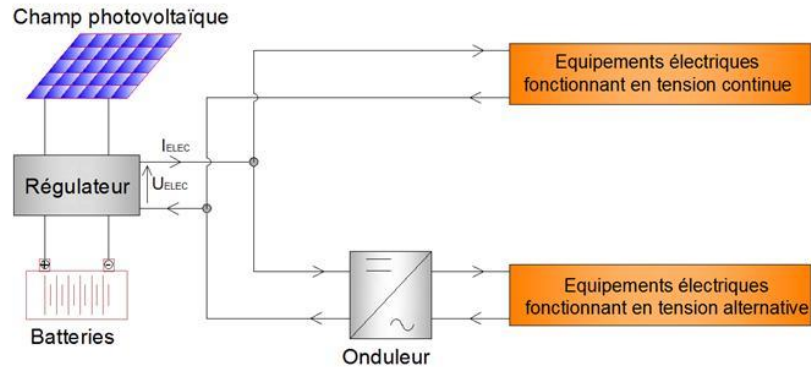 Champ photovoltaïque
Equipements électriques
fonctionnant en tension continue
IELEC
Régulateur
UELEC
Equipements électriques
fonctionnant en tension alternative
Batteries
Onduleur